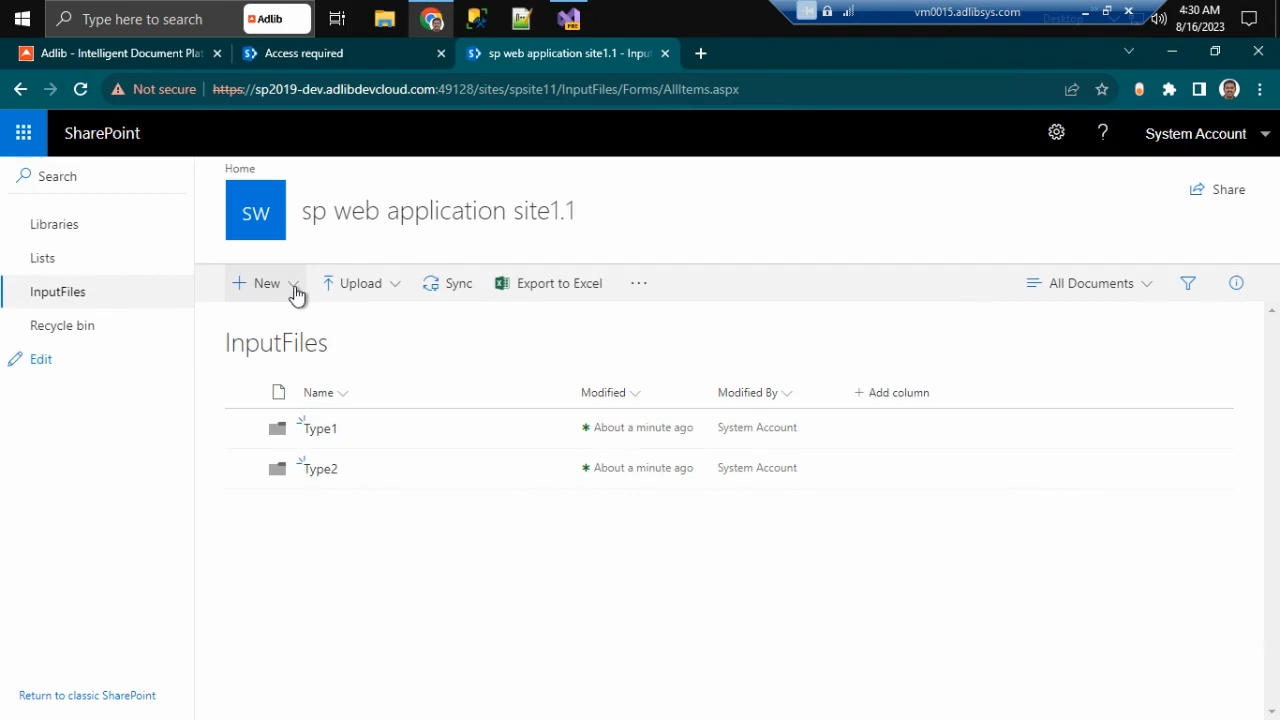 Type here to search
Adlib
vm0015.adlibsys.com
Desktop
4:30 AM
8/16/2023
Adlib - Intelligent Document Plat
Access required
sp web application site1.1 - Input
Not secure
https://sp2019-dev.adlibdevcloud.com:49128/sites/spsite11/InputFiles/Forms/AllItems.aspx
SharePoint
System Account
Search
Libraries
Lists
InputFiles
Recycle bin
Edit
Return to classic SharePoint
Home
SW
sp web application site1.1
Share
New
Upload
Sync
Export to Excel
All Documents
InputFiles
Name Modified Modified By Add column
Type1 About a minute ago System Account
Type2 About a minute ago System Account